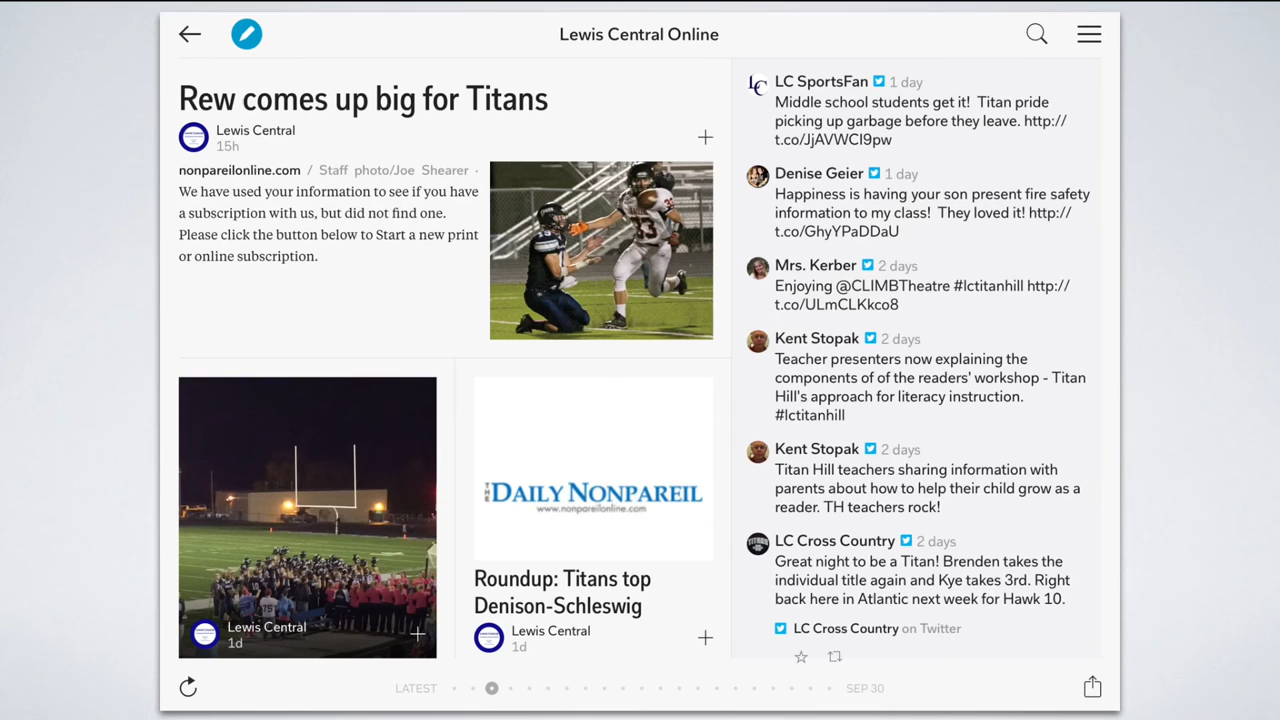 Lewis Central Online
Rew comes up big for Titans
Lewis Central
15h
nonpareilonline.com / Staff photo/Joe Shearer ·
We have used your information to see if you have
a subscription with us, but did not find one.
Please click the button below to Start a new print
or online subscription.
33
Lewis Central
1d
THE DAILY NONPAREIL
www.nonpareilonline.com
Roundup: Titans top
Denison-Schleswig
Lewis Central
1d
LC
LC SportsFan 1 day
Middle school students get it! Titan pride
picking up garbage before they leave. http://
t.co/JjAVWCI9pw
Denise Geier 1 day
Happiness is having your son present fire safety
information to my class! They loved it! http://
t.co/GhyYPaDDaU
Mrs. Kerber 2 days
Enjoying @CLIMBTheatre #lctitanhill http://
t.co/ULmCLKkco8
Kent Stopak 2 days
Teacher presenters now explaining the
components of of the readers' workshop - Titan
Hill's approach for literacy instruction.
#lctitanhill
Kent Stopak 2 days
Titan Hill teachers sharing information with
parents about how to help their child grow as a
reader. TH teachers rock!
LC Cross Country 2 days
Great night to be a Titan! Brenden takes the
individual title again and Kye takes 3rd. Right
back here in Atlantic next week for Hawk 10.
LC Cross Country on Twitter
LATEST
SEP 30